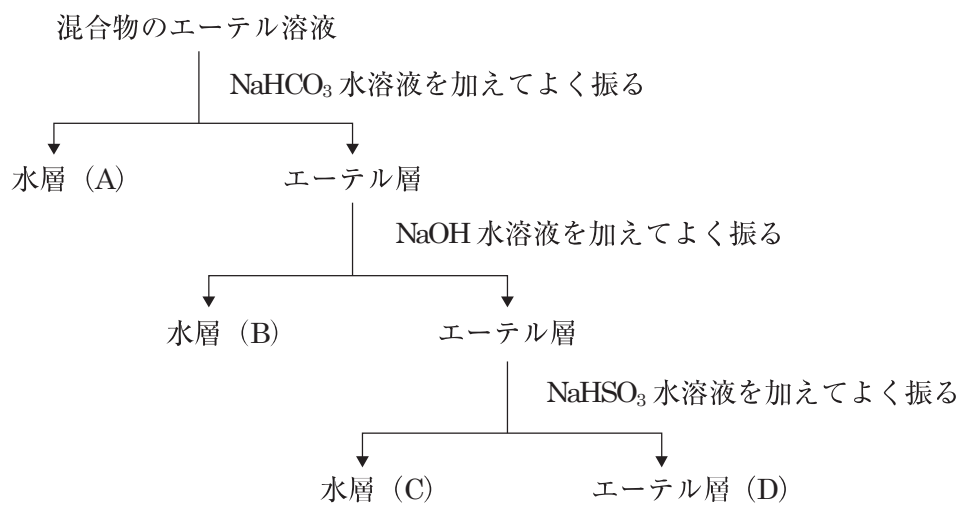 混合物のエーテル溶液
NaHCO₃ 水溶液を加えてよく振る
水層（A）
エーテル層
NaOH 水溶液を加えてよく振る
水層（B）
エーテル層
NaHSO₃ 水溶液を加えてよく振る
水層（C）
エーテル層（D）